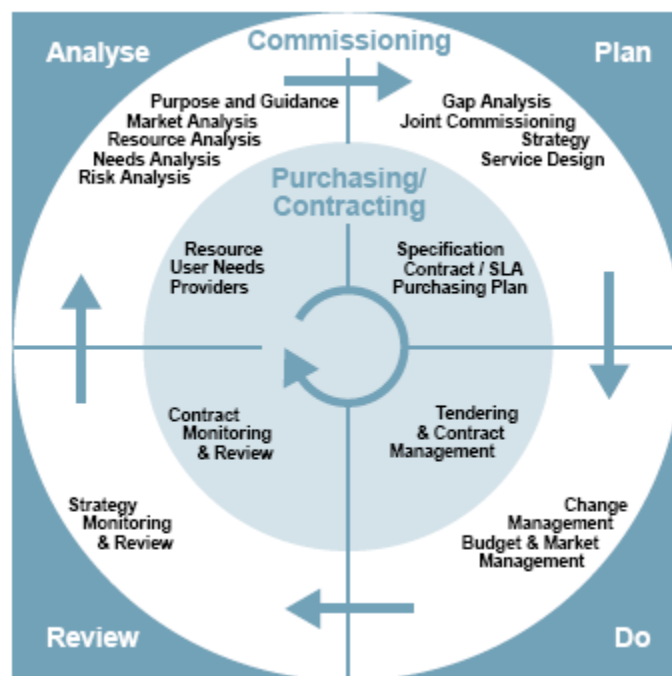 Analyse
Commissioning
Plan
Purpose and Guidance
Market Analysis
Resource Analysis
Needs Analysis
Risk Analysis
Gap Analysis
Joint Commissioning
Strategy
Service Design
Purchasing/
Contracting
Resource
User Needs
Providers
Specification
Contract / SLA
Purchasing Plan
Contract
Monitoring
& Review
Tendering
& Contract
Management
Strategy
Monitoring
& Review
Change
Management
Budget & Market
Management
Review
Do